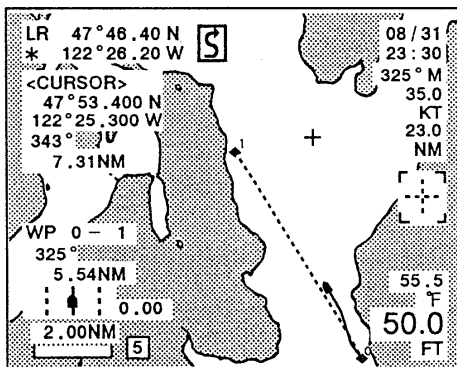 LR 47°46.40 N
* 122°26.20 W
<CURSOR>
47°53.400 N
122°25.300 W
343°
7.31NM
WP 0 - 1
325°
5.54NM
0.00
2.00NM
5
1
0
08/31
23:30
325°M
35.0
KT
23.0
NM
55.5
°F
50.0
FT